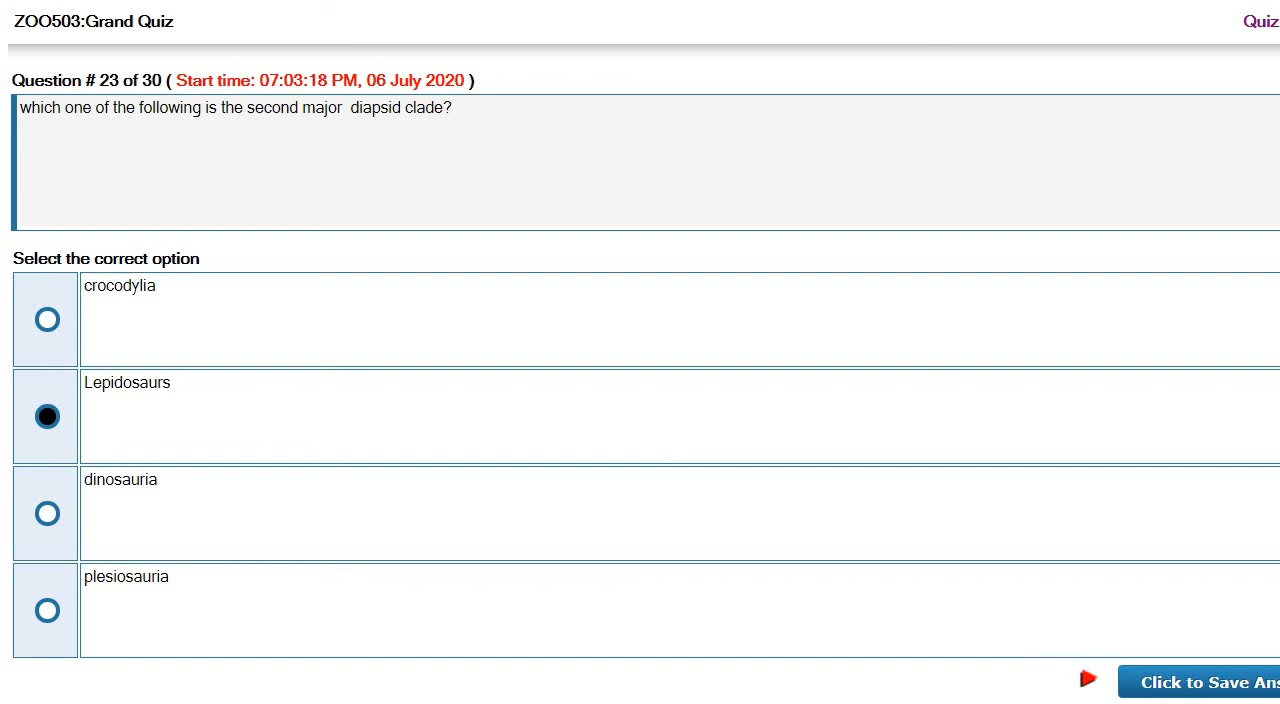 ZOO503:Grand Quiz
Quiz
Question # 23 of 30 ( Start time: 07:03:18 PM, 06 July 2020 )
which one of the following is the second major  diapsid clade?
Select the correct option
crocodylia
Lepidosaurs
dinosauria
plesiosauria
Click to Save Ans